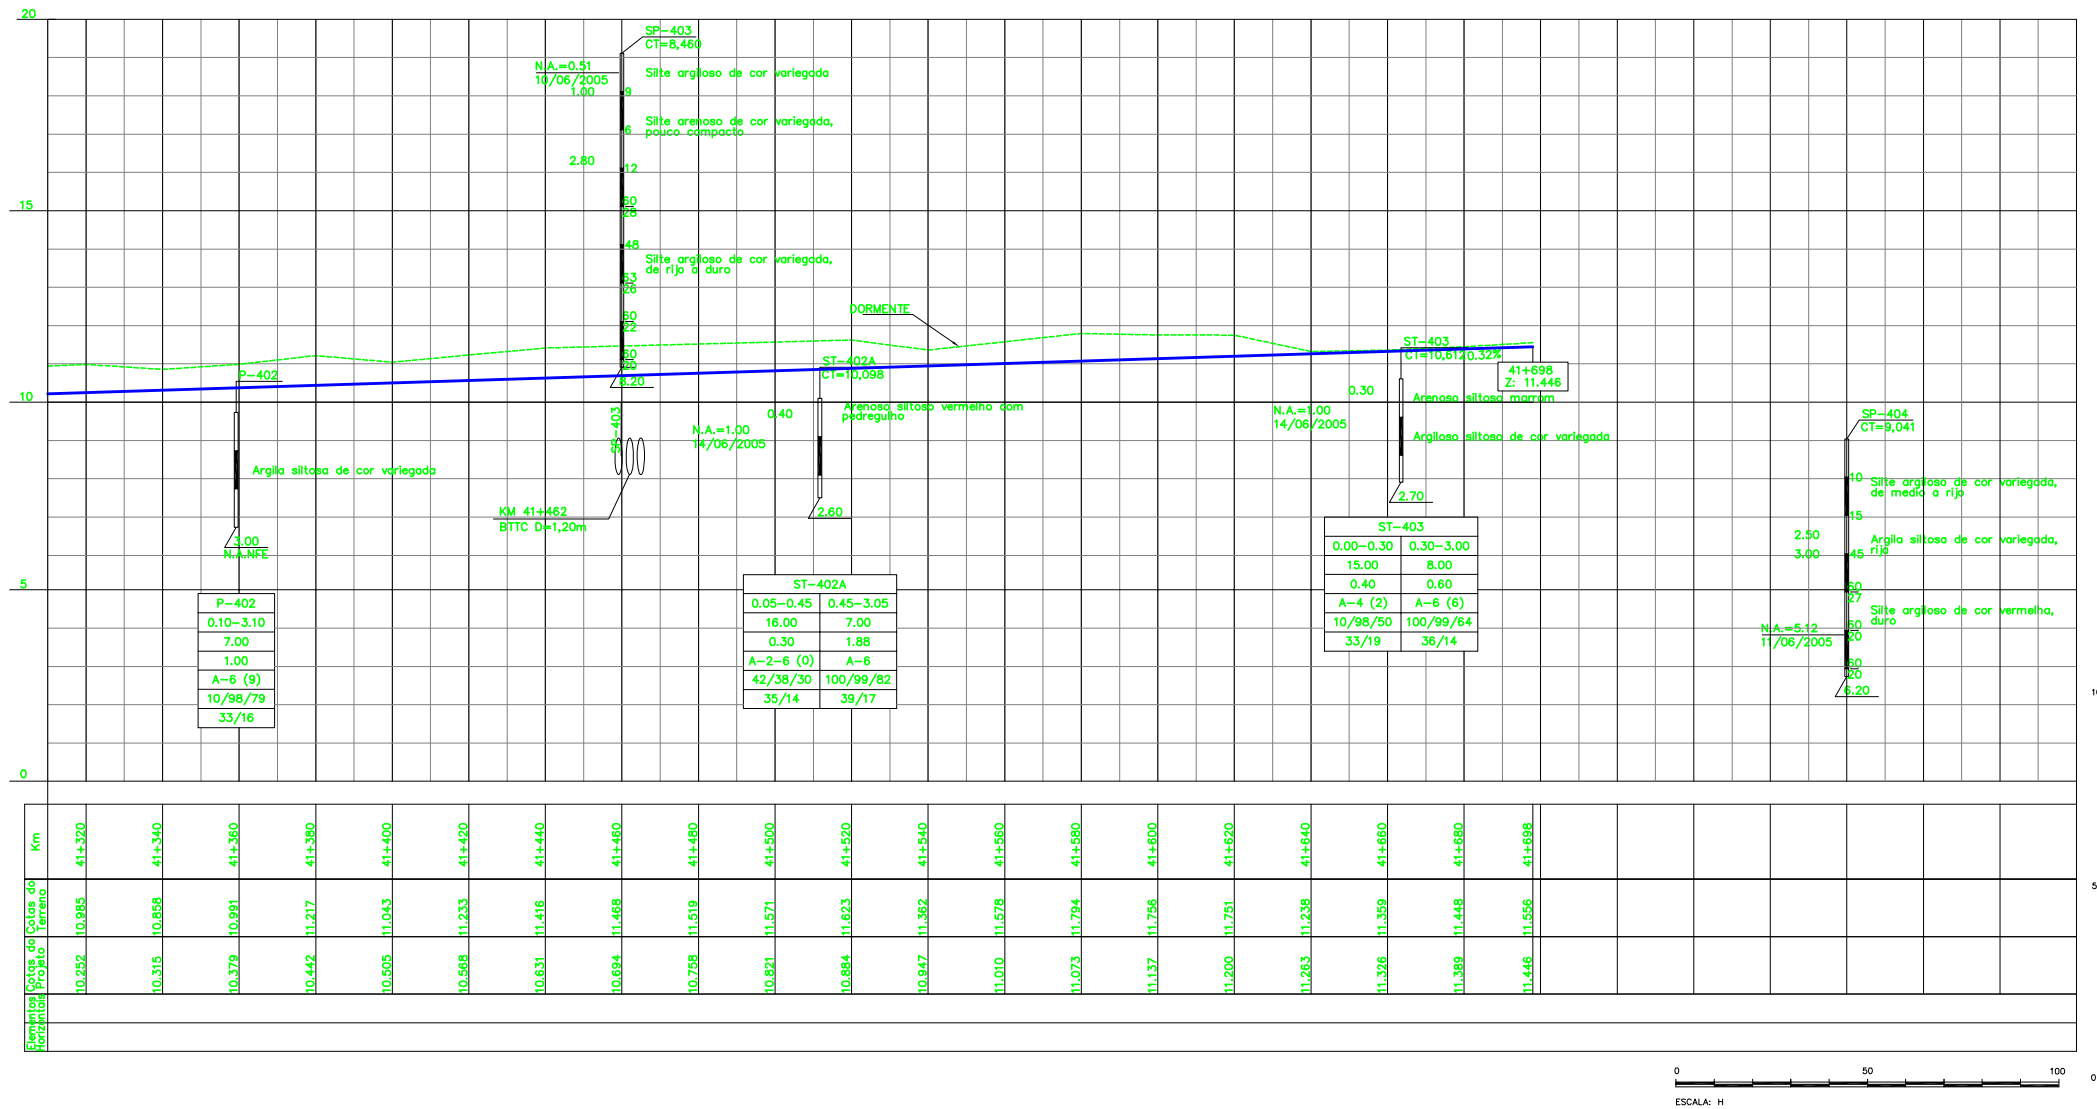 20
15
10
5
0
SP-403
CT=8,460
N.A.=0.51
10/06/2005
1.00
2.80
Silte argiloso de cor variegada
Silte arenoso de cor variegada,
pouco compacto
Silte argiloso de cor variegada,
de rijo a duro
9
6
12
60
28
48
63
26
60
22
60
20
8.20
DORMENTE
P-402
Argila siltosa de cor variegada
3.00
N.A.NFE
SP-403
KM 41+462
BTTC D=1,20m
ST-402A
CT=10,098
0.40
N.A.=1.00
14/06/2005
Arenoso siltoso vermelho com
pedregulho
2.60
ST-403
CT=10,612
0.32%
0.30
N.A.=1.00
14/06/2005
Arenoso siltoso marrom
Argiloso siltoso de cor variegada
2.70
41+698
Z: 11.446
SP-404
CT=9,041
10
15
45
60
27
60
20
60
20
Silte argiloso de cor variegada,
de medio a rijo
2.50
3.00
Argila siltosa de cor variegada,
rija
Silte argiloso de cor vermelha,
duro
N.A.=5.12
11/06/2005
6.20
P-402
0.10-3.10
7.00
1.00
A-6 (9)
10/98/79
33/16
ST-402A
0.05-0.45 0.45-3.05
16.00 7.00
0.30 1.88
A-2-6 (0) A-6
42/38/30 100/99/82
35/14 39/17
ST-403
0.00-0.30 0.30-3.00
15.00 8.00
0.40 0.60
A-4 (2) A-6 (6)
10/98/50 100/99/64
33/19 36/14
Km 41+320 41+340 41+360 41+380 41+400 41+420 41+440 41+460 41+480 41+500 41+520 41+540 41+560 41+580 41+600 41+620 41+640 41+660 41+680 41+698
Cotas do Terreno 10.985 10.858 10.991 11.217 11.043 11.233 11.416 11.468 11.519 11.571 11.623 11.362 11.578 11.794 11.756 11.751 11.238 11.359 11.448 11.556
Cotas do Projeto 10.252 10.315 10.379 10.442 10.505 10.568 10.631 10.694 10.758 10.821 10.884 10.947 11.010 11.073 11.137 11.200 11.263 11.326 11.389 11.446
Elementos Horizontais
0 50 100
ESCALA: H
5
0